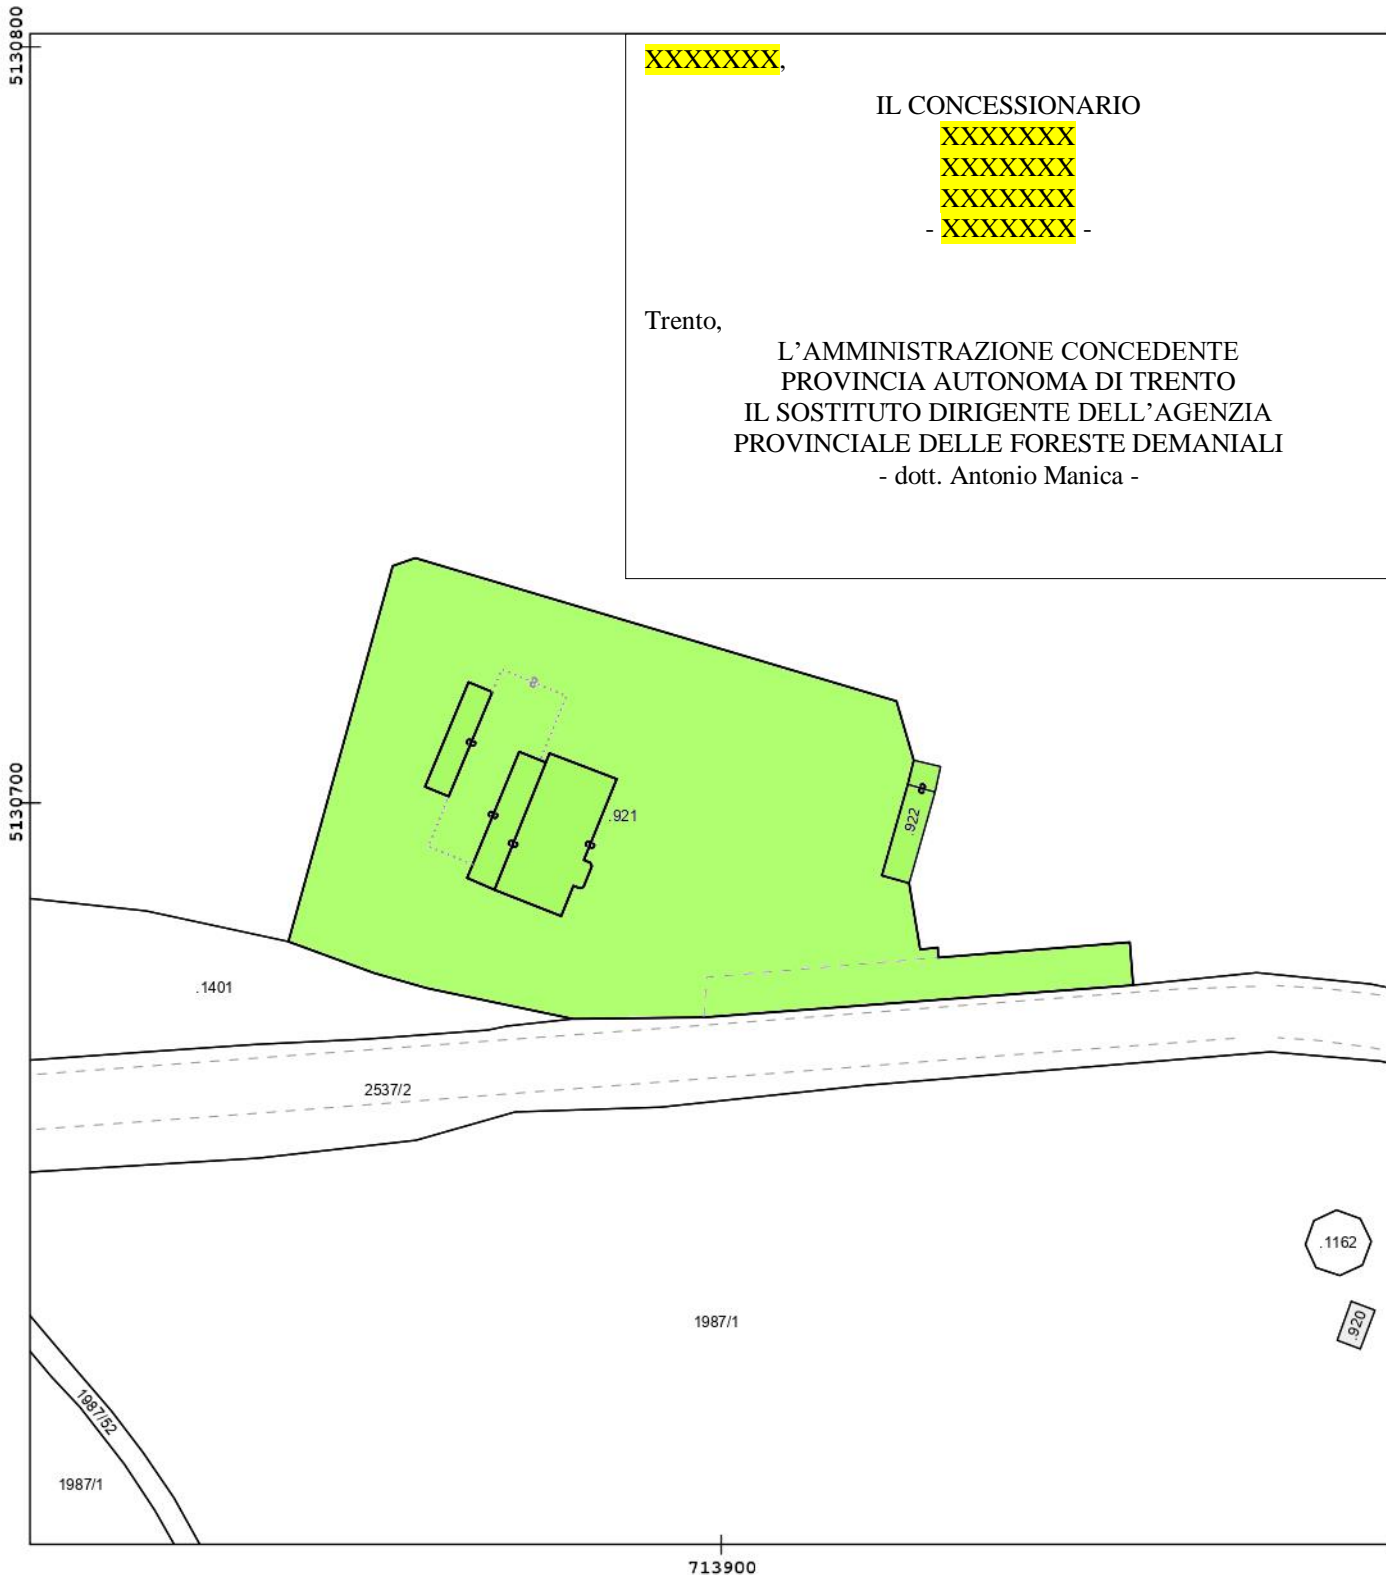 5130800
XXXXXXX,
IL CONCESSIONARIO
XXXXXXX
XXXXXXX
XXXXXXX
- XXXXXXX -
Trento,
L’AMMINISTRAZIONE CONCEDENTE
PROVINCIA AUTONOMA DI TRENTO
IL SOSTITUTO DIRIGENTE DELL’AGENZIA
PROVINCIALE DELLE FORESTE DEMANIALI
- dott. Antonio Manica -
5130700
.921
.922
.1401
2537/2
.1162
1987/1
.920
1987/52
1987/1
713900